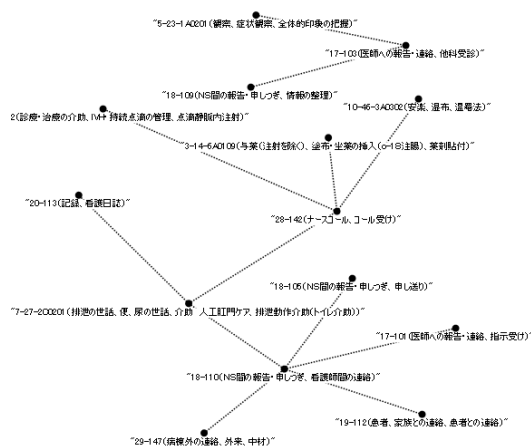 "5-23-1A0201(観察、症状観察、全体的印象の把握)"
"17-103(医師への報告・連絡、他科受診)"
"18-109(NS間の報告・申しつぎ、情報の整理)"
"10-46-3A0302(安楽、湿布、温罨法)"
2(診療・治療の介助、IVH 持続点滴の管理、点滴静脈内注射)"
"3-14-6A0109(与薬(注射を除く)、塗布・坐薬の挿入(o-18注腸)、薬剤貼付)"
"20-113(記録、看護日誌)"
"28-142(ナースコール、コール受け)"
"18-105(NS間の報告・申しつぎ、申し送り)"
7-27-2C0201(排泄の世話、便、尿の世話、介助 人工肛門ケア、排泄動作介助(トイレ介助))"
"17-101(医師への報告・連絡、指示受け)"
"18-110(NS間の報告・申しつぎ、看護師間の連絡)"
"19-112(患者、家族との連絡、患者との連絡)"
"29-147(病棟外の連絡、外来、中材)"